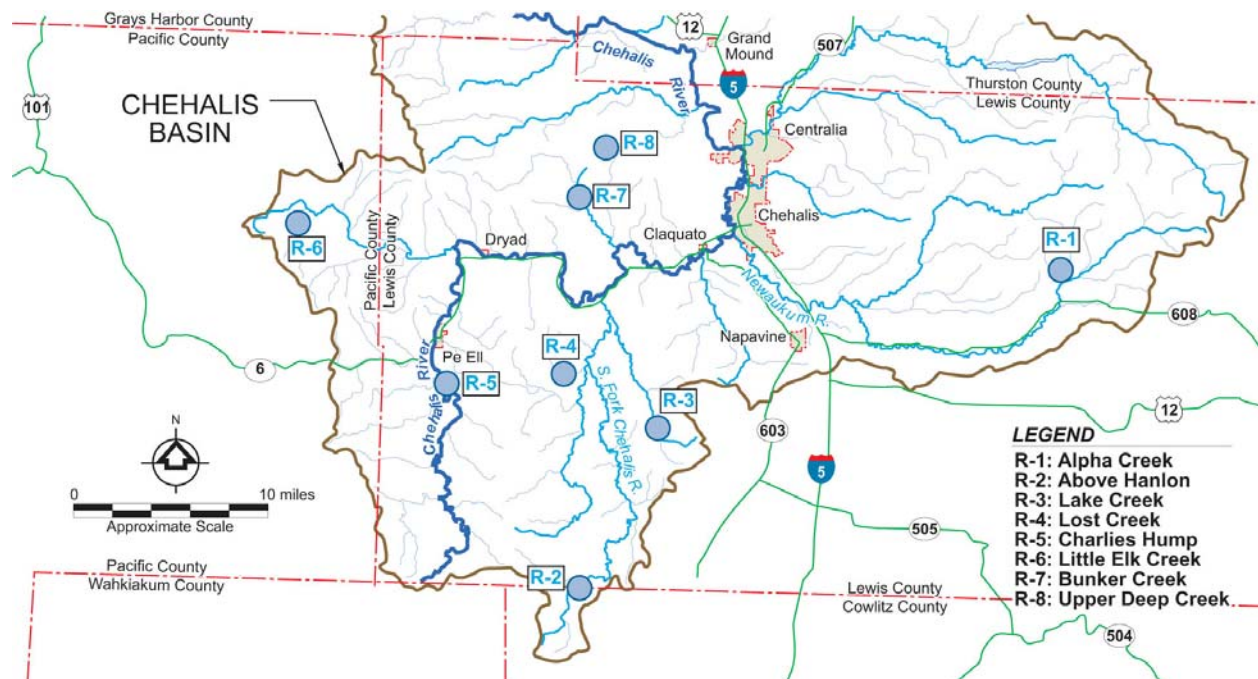 Grays Harbor County
Pacific County
12
Grand
Mound
507
Chehalis
River
5
101
CHEHALIS
BASIN
Thurston County
Lewis County
Centralia
R-8
R-7
Chehalis
R-6
Pacific County
Lewis County
Dryad
Claquato
R-1
Newaukum R.
Napavine
608
6
Pe Ell
R-4
Chehalis River
R-5
S. Fork Chehalis R.
R-3
603
12
5
N
0 10 miles
Approximate Scale
505
LEGEND
R-1: Alpha Creek
R-2: Above Hanlon
R-3: Lake Creek
R-4: Lost Creek
R-5: Charlies Hump
R-6: Little Elk Creek
R-7: Bunker Creek
R-8: Upper Deep Creek
Pacific County
Wahkiakum County
R-2
Lewis County
Cowlitz County
504